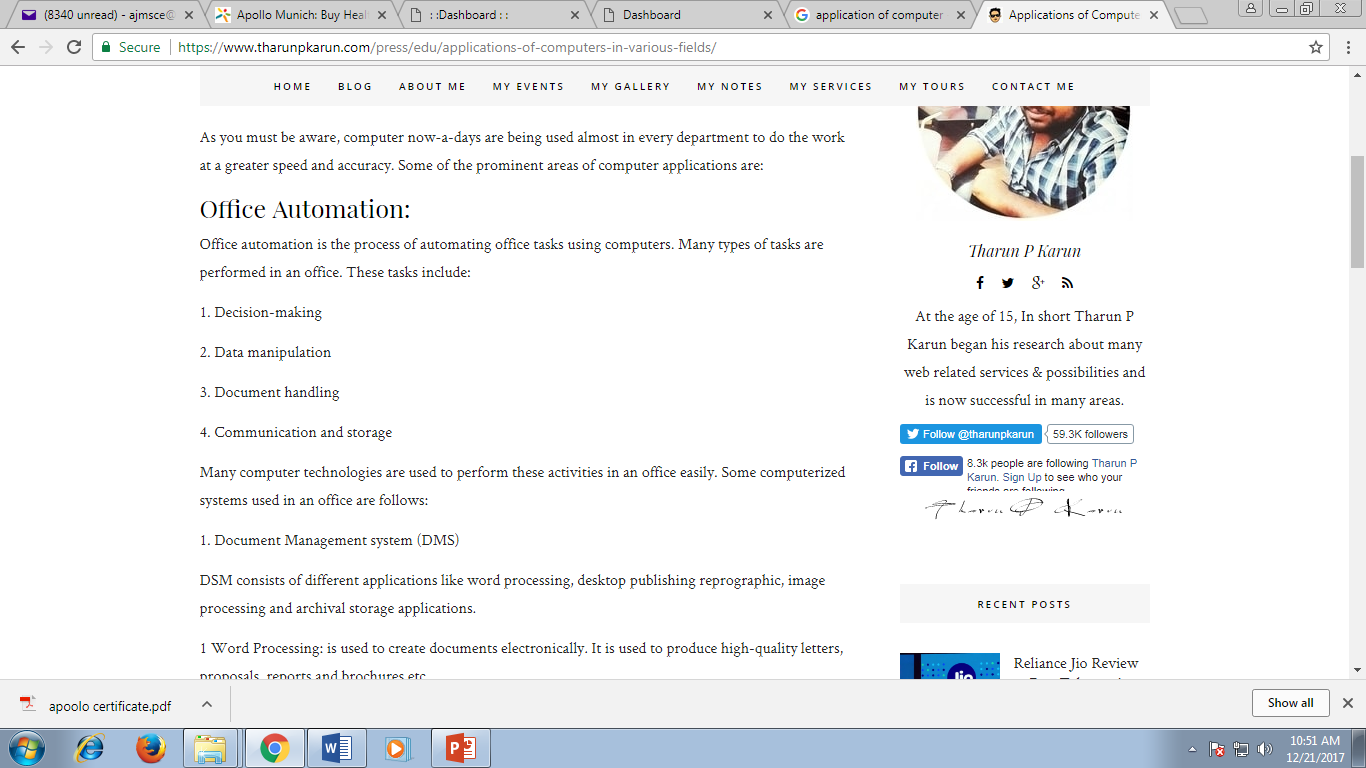 (8340 unread) - ajmsce@
Apollo Munich: Buy Heal
: :Dashboard : :
Dashboard
application of computer
Applications of Compute
Secure
https://www.tharunpkarun.com/press/edu/applications-of-computers-in-various-fields/
HOME BLOG ABOUT ME MY EVENTS MY GALLERY MY NOTES MY SERVICES MY TOURS CONTACT ME
As you must be aware, computer now-a-days are being used almost in every department to do the work
at a greater speed and accuracy. Some of the prominent areas of computer applications are:
Office Automation:
Office automation is the process of automating office tasks using computers. Many types of tasks are
performed in an office. These tasks include:
1. Decision-making
2. Data manipulation
3. Document handling
4. Communication and storage
Many computer technologies are used to perform these activities in an office easily. Some computerized
systems used in an office are follows:
1. Document Management system (DMS)
DSM consists of different applications like word processing, desktop publishing reprographic, image
processing and archival storage applications.
1 Word Processing: is used to create documents electronically. It is used to produce high-quality letters,
proposals, reports and brochures etc
Tharun P Karun
At the age of 15, In short Tharun P
Karun began his research about many
web related services & possibilities and
is now successful in many areas.
Follow @tharunpkarun
59.3K followers
Follow
8.3k people are following Tharun P
Karun. Sign Up to see who your
friends are following
Tharun P Karun
RECENT POSTS
Jio
Reliance Jio Review
apoolo certificate.pdf
Show all
10:51 AM
12/21/2017